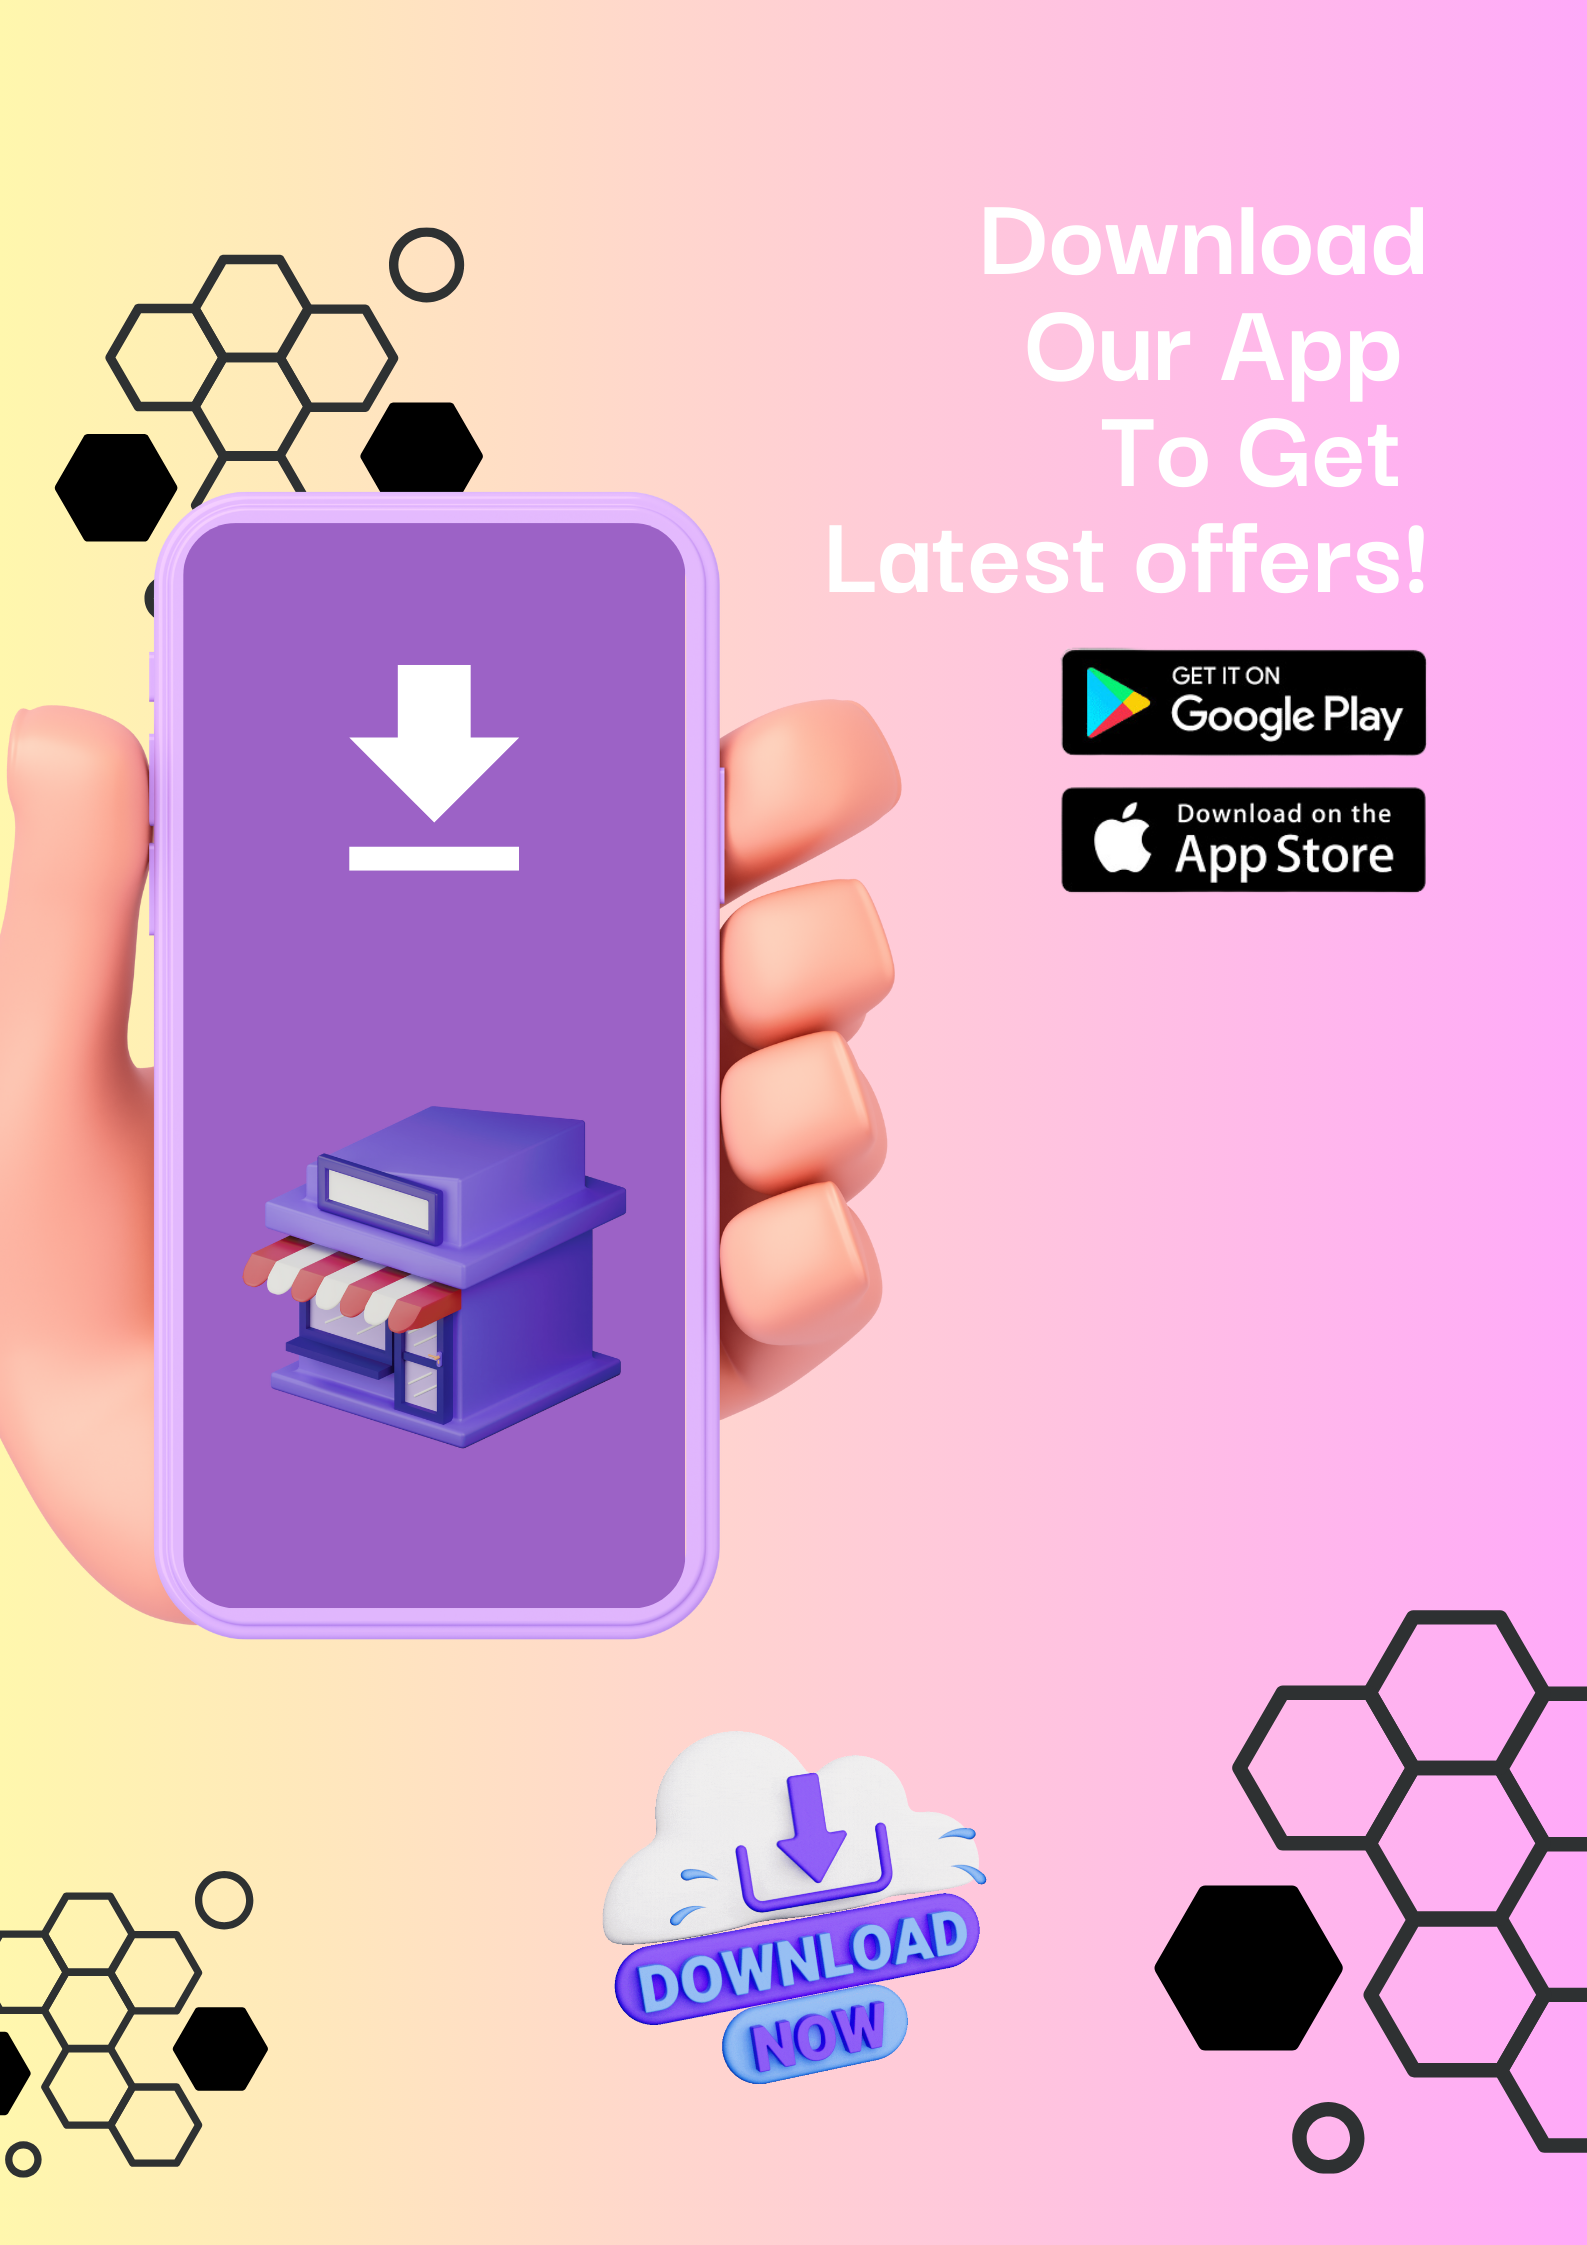 Download
Our App
To Get
Latest offers!
GET IT ON
Google Play
Download on the
App Store
DOWNLOAD
NOW